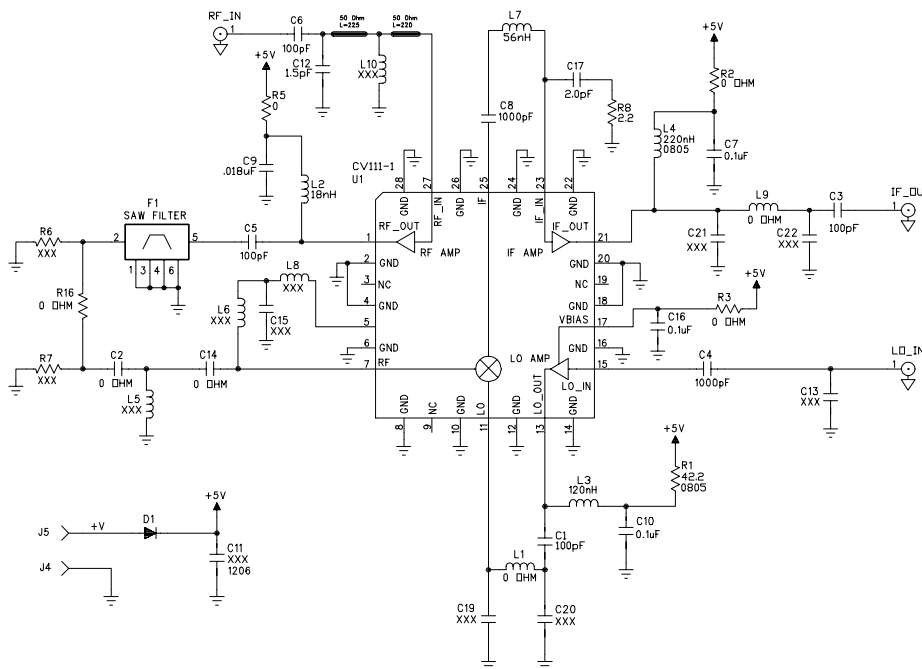 RF_IN
1
C6
100pF
50 Ohm
L=225
50 Ohm
L=220
C12
1.5pF
L10
XXX
L7
56nH
C17
2.0pF
R8
2.2
C8
1000pF
+5V
R5
0
C9
.018uF
L2
18nH
CV111-1
U1
+5V
R2
0 OHM
L4
220nH
0805
C7
0.1uF
L9
0 OHM
C3
100pF
IF_OU
1
C21
XXX
C22
XXX
28
27
26
25
24
23
22
GND
RF_IN
GND
IF
GND
IF_IN
GND
F1
SAW FILTER
2
5
1
3
4
6
R6
XXX
R16
0 OHM
R7
XXX
C5
100pF
L8
XXX
L6
XXX
C15
XXX
C2
0 OHM
C14
0 OHM
L5
XXX
1
RF_OUT
RF AMP
2
GND
3
NC
4
GND
5
6
GND
7
RF
IF_OUT
IF AMP
21
20
GND
19
NC
18
GND
VBIAS
17
16
GND
LO AMP
15
LO_IN
+5V
R3
0 OHM
C16
0.1uF
C4
1000pF
LO_IN
1
C13
XXX
GND
NC
GND
LO
GND
LO_OUT
GND
8
9
10
11
12
13
14
+5V
R1
42.2
0805
L3
120nH
C10
0.1uF
C1
100pF
L1
0 OHM
C19
XXX
C20
XXX
J5
+V
D1
+5V
C11
XXX
1206
J4